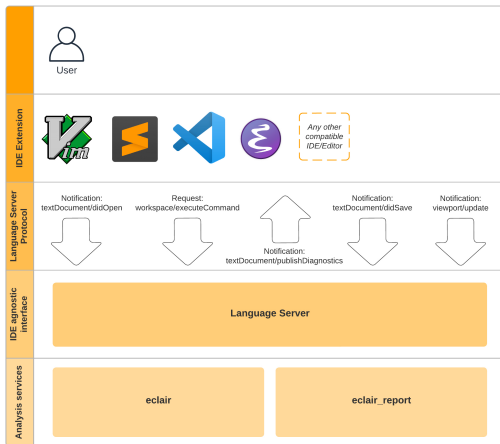 User
IDE Extension
Vim
Any other
compatible
IDE/Editor
Language Server
Protocol
Notification:
textDocument/didOpen
Request:
workspace/executeCommand
Notification:
textDocument/publishDiagnostics
Notification:
textDocument/didSave
Notification:
viewport/update
IDE agnostic
interface
Language Server
Analysis services
eclair
eclair_report